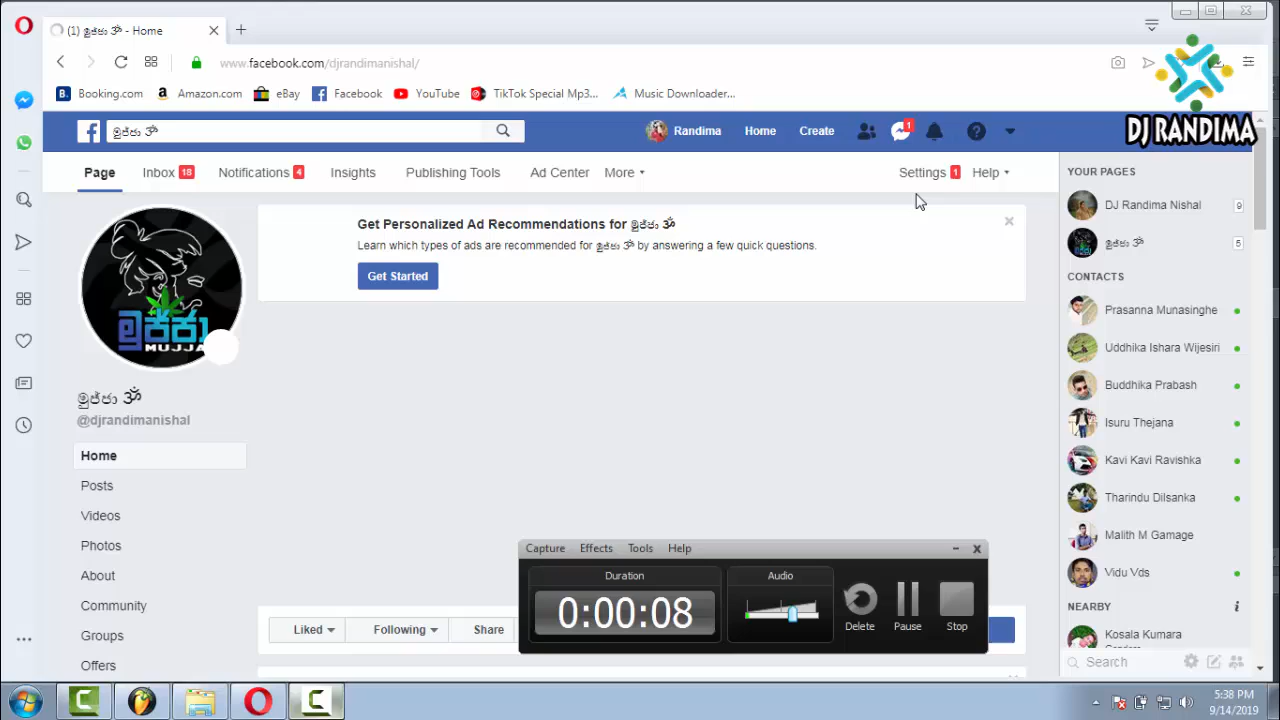 (1) මුජ්ජා ૐ - Home
www.facebook.com/djrandimanishal/
Booking.com
Amazon.com
eBay
Facebook
YouTube
TikTok Special Mp3...
Music Downloader...
DJ RANDIMA
මුජ්ජා ૐ
Randima
Home
Create
1
Page
Inbox 18
Notifications 4
Insights
Publishing Tools
Ad Center
More
Settings 1
Help
Get Personalized Ad Recommendations for මුජ්ජා ૐ
Learn which types of ads are recommended for මුජ්ජා ૐ by answering a few quick questions.
Get Started
මුජ්ජා
MUJJA
මුජ්ජා ૐ
@djrandimanishal
Home
Posts
Videos
Photos
About
Community
Groups
Offers
Liked
Following
Share
YOUR PAGES
DJ Randima Nishal 9
මුජ්ජා ૐ 5
CONTACTS
Prasanna Munasinghe
Uddhika Ishara Wijesiri
Buddhika Prabash
Isuru Thejana
Kavi Kavi Ravishka
Tharindu Dilsanka
Malith M Gamage
Vidu Vds
NEARBY
Kosala Kumara
Search
Capture Effects Tools Help
Duration
0:00:08
Audio
Delete
Pause
Stop
5:38 PM
9/14/2019